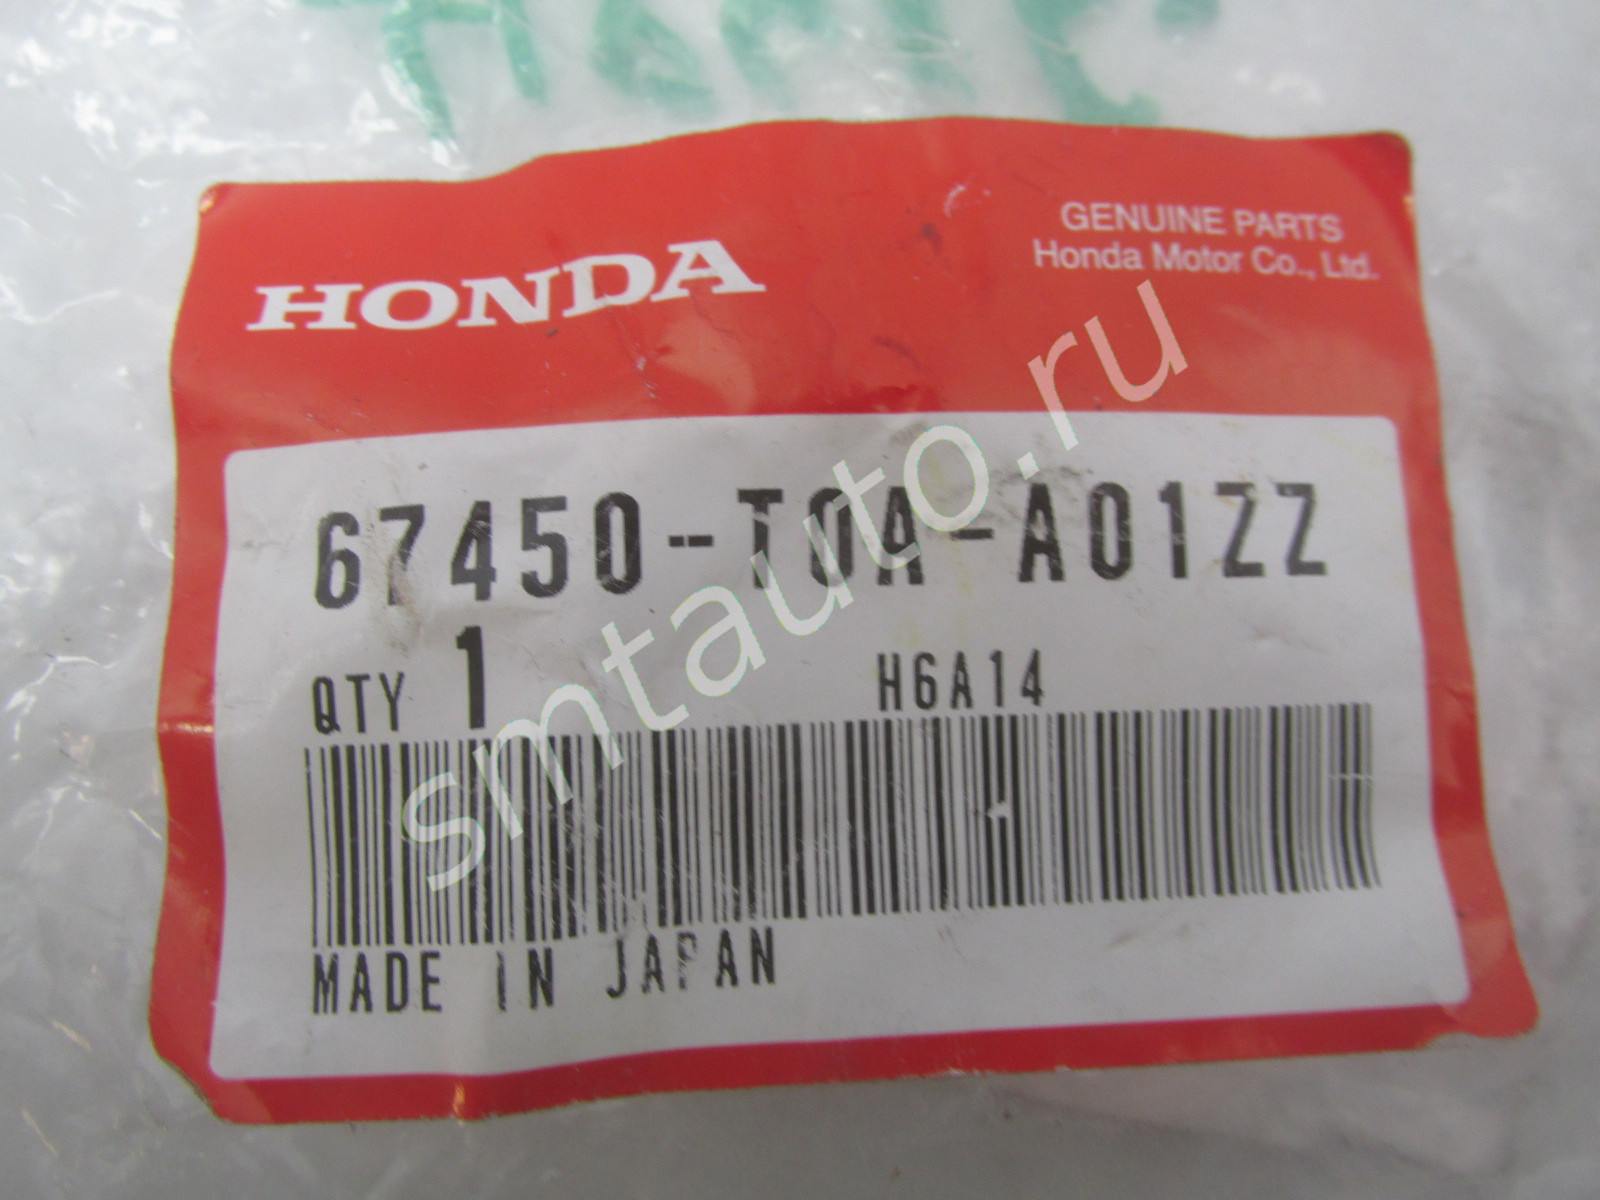 HONDA
GENUINE PARTS
Honda Motor Co., Ltd.
67450-T0A-A01ZZ
QTY 1 H6A14
MADE IN JAPAN
smtauto.ru